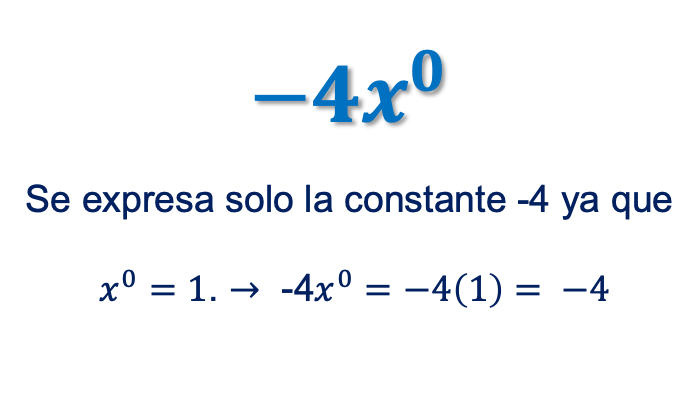 −4x⁰
Se expresa solo la constante -4 ya que
x⁰ = 1. → -4x⁰ = −4(1) = −4